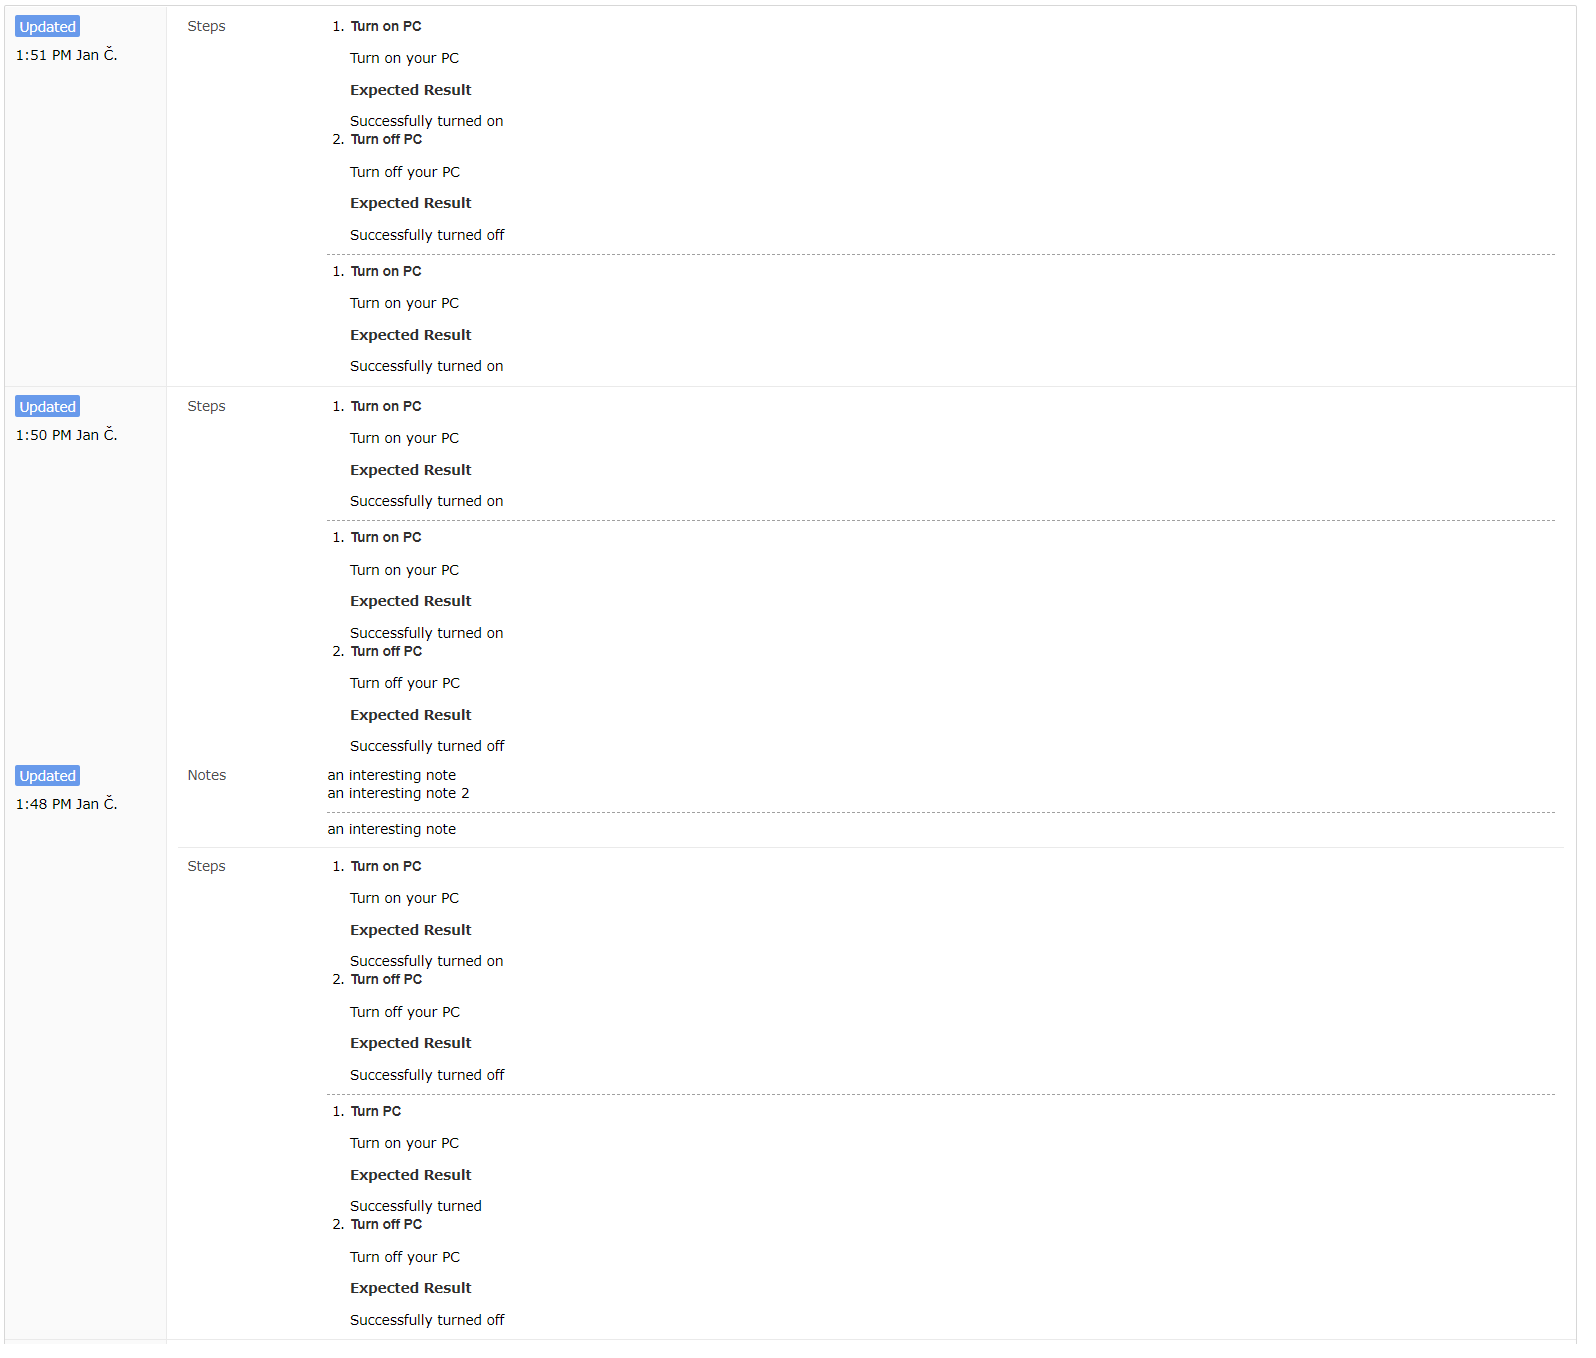 Updated
1:51 PM Jan Č.
Steps
1. Turn on PC
Turn on your PC
Expected Result
Successfully turned on
2. Turn off PC
Turn off your PC
Expected Result
Successfully turned off
1. Turn on PC
Turn on your PC
Expected Result
Successfully turned on
Updated
1:50 PM Jan Č.
Steps
1. Turn on PC
Turn on your PC
Expected Result
Successfully turned on
1. Turn on PC
Turn on your PC
Expected Result
Successfully turned on
2. Turn off PC
Turn off your PC
Expected Result
Successfully turned off
Updated
1:48 PM Jan Č.
Notes
an interesting note
an interesting note 2
an interesting note
Steps
1. Turn on PC
Turn on your PC
Expected Result
Successfully turned on
2. Turn off PC
Turn off your PC
Expected Result
Successfully turned off
1. Turn PC
Turn on your PC
Expected Result
Successfully turned
2. Turn off PC
Turn off your PC
Expected Result
Successfully turned off